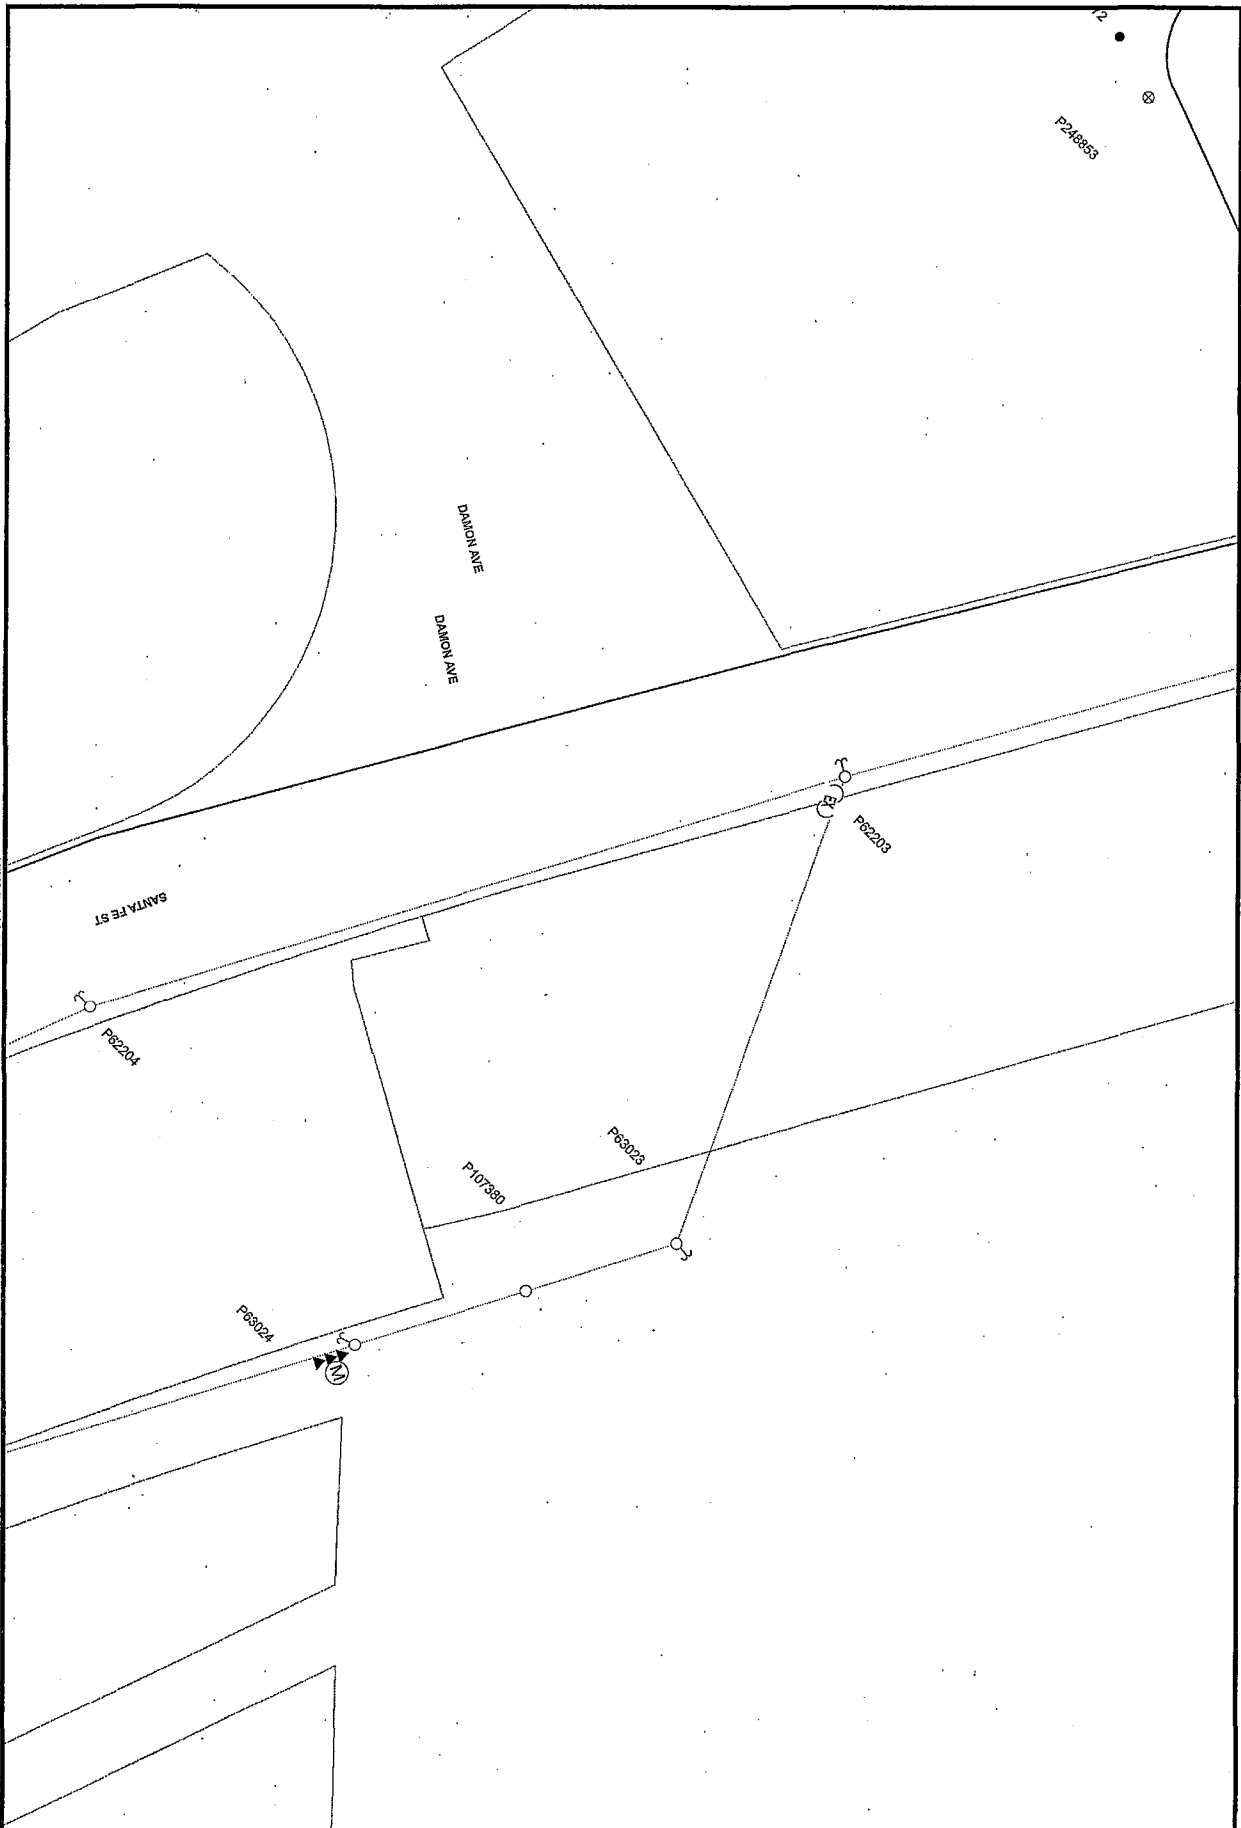 P248853
DAMON AVE
DAMON AVE
EX
P62203
SANTA FE ST
P62204
P63023
P107380
P63024
M